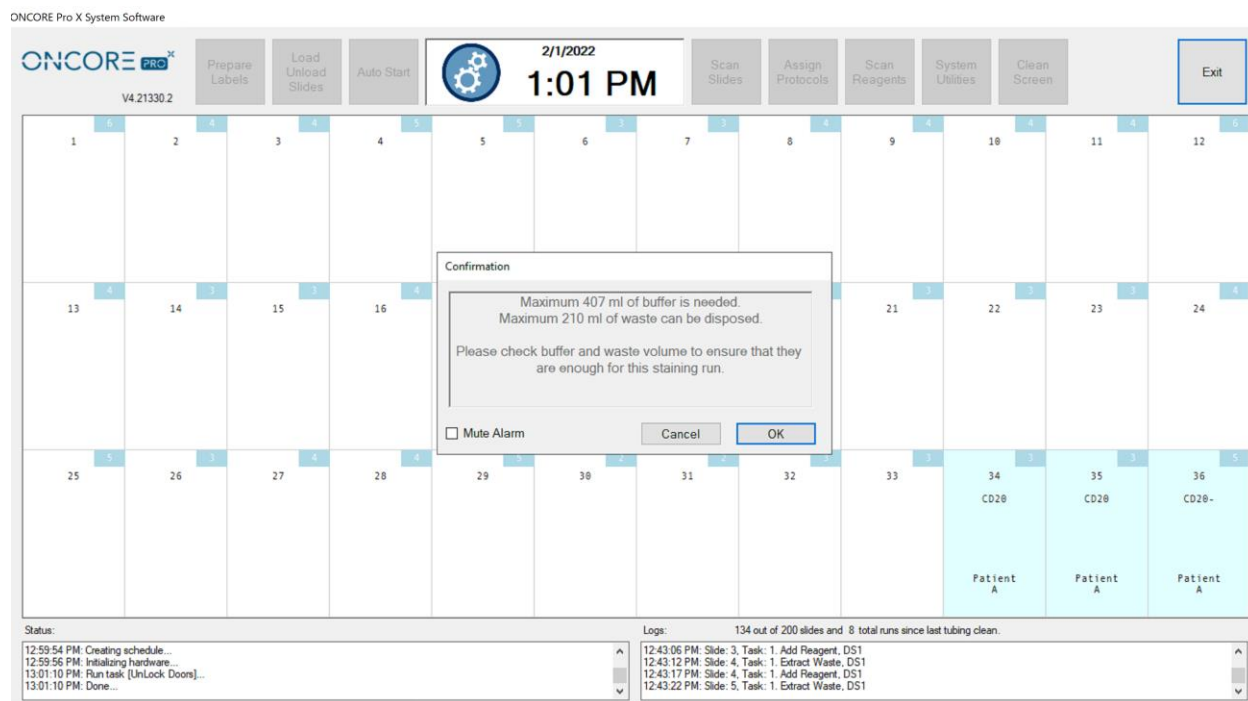 ONCORE Pro X System Software
ONCORE PRO X
V4.21330.2
Prepare Labels
Load Unload Slides
Auto Start
2/1/2022
1:01 PM
Scan Slides
Assign Protocols
Scan Reagents
System Utilities
Clean Screen
Exit
6 4 4 5 5 3 3 4 4 4 4 6
1 2 3 4 5 6 7 8 9 10 11 12
Confirmation
Maximum 407 ml of buffer is needed.
Maximum 210 ml of waste can be disposed.
Please check buffer and waste volume to ensure that they
are enough for this staining run.
Mute Alarm
Cancel
OK
4 3 3 4 3 3 3 4
13 14 15 16 21 22 23 24
5 3 4 4 5 2 2 3 3 3 3 5
25 26 27 28 29 30 31 32 33 34 35 36
CD20 CD20 CD20-
Patient Patient Patient
A A A
Status:
12:59:54 PM: Creating schedule...
12:59:56 PM: Initializing hardware...
13:01:10 PM: Run task [UnLock Doors]...
13:01:10 PM: Done...
Logs: 134 out of 200 slides and 8 total runs since last tubing clean.
12:43:06 PM: Slide: 3, Task: 1. Add Reagent, DS1
12:43:12 PM: Slide: 4, Task: 1. Extract Waste, DS1
12:43:17 PM: Slide: 4, Task: 1. Add Reagent, DS1
12:43:22 PM: Slide: 5, Task: 1. Extract Waste, DS1